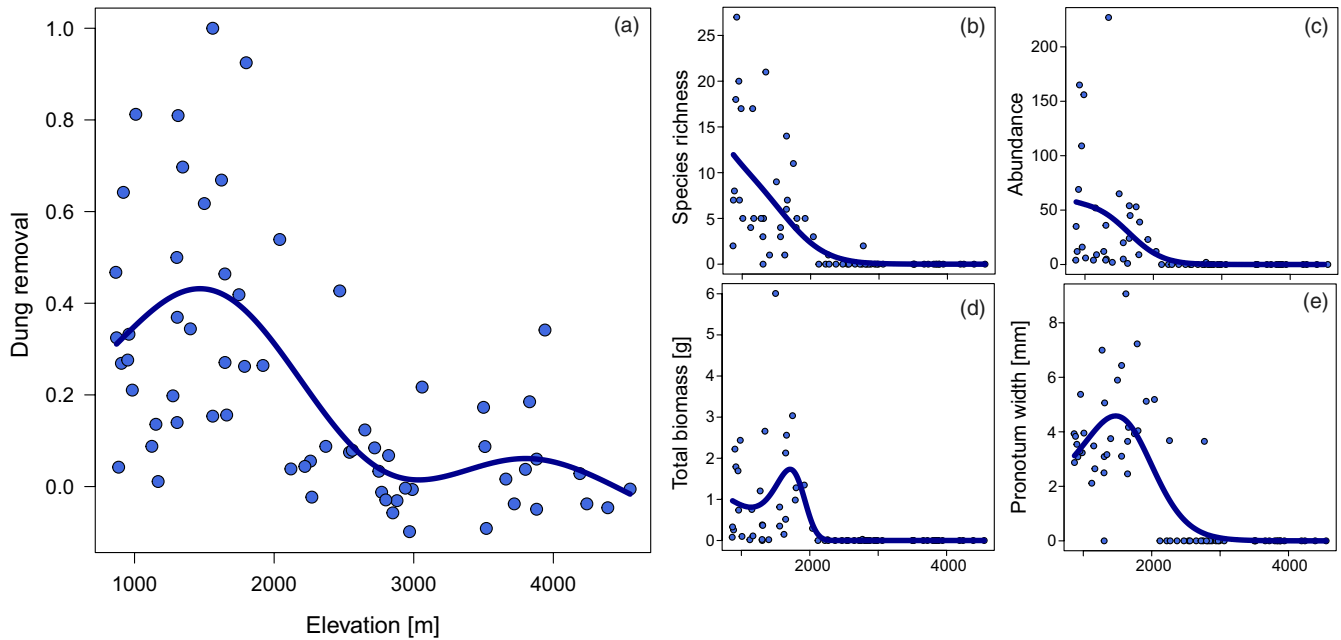 (a)
Dung removal
1.0
0.8
0.6
0.4
0.2
0.0
1000 2000 3000 4000
Elevation [m]
(b)
Species richness
25
20
15
10
5
0
(c)
Abundance
200
150
100
50
0
(d)
Total biomass [g]
6
5
4
3
2
1
0
2000 4000
(e)
Pronotum width [mm]
8
6
4
2
0
2000 4000